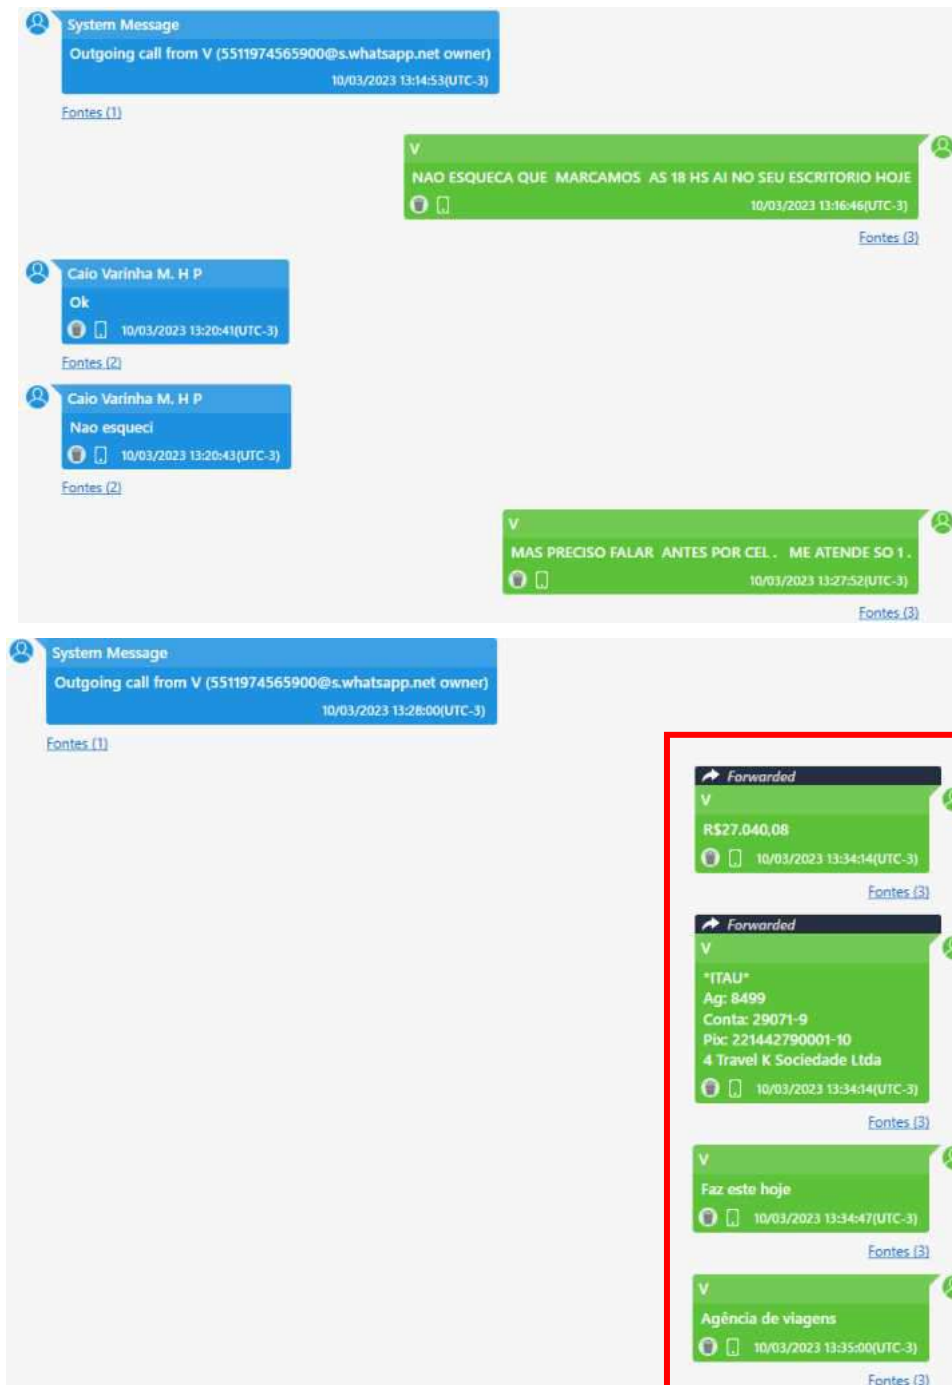 System Message
Outgoing call from V (5511974565900@s.whatsapp.net owner)
10/03/2023 13:14:53(UTC-3)
Fontes (1)
V
NAO ESQUECA QUE MARCAMOS AS 18 HS AI NO SEU ESCRITORIO HOJE
10/03/2023 13:16:46(UTC-3)
Fontes (3)
Caio Varinha M. H P
Ok
10/03/2023 13:20:41(UTC-3)
Fontes (2)
Caio Varinha M. H P
Nao esqueci
10/03/2023 13:20:43(UTC-3)
Fontes (2)
V
MAS PRECISO FALAR ANTES POR CEL . ME ATENDE SO 1 .
10/03/2023 13:27:52(UTC-3)
Fontes (3)
System Message
Outgoing call from V (5511974565900@s.whatsapp.net owner)
10/03/2023 13:28:00(UTC-3)
Fontes (1)
Forwarded
V
R$27.040,08
10/03/2023 13:34:14(UTC-3)
Fontes (3)
Forwarded
V
*ITAU*
Ag: 8499
Conta: 29071-9
Pix: 221442790001-10
4 Travel K Sociedade Ltda
10/03/2023 13:34:14(UTC-3)
Fontes (3)
V
Faz este hoje
10/03/2023 13:34:47(UTC-3)
Fontes (3)
V
Agência de viagens
10/03/2023 13:35:00(UTC-3)
Fontes (3)